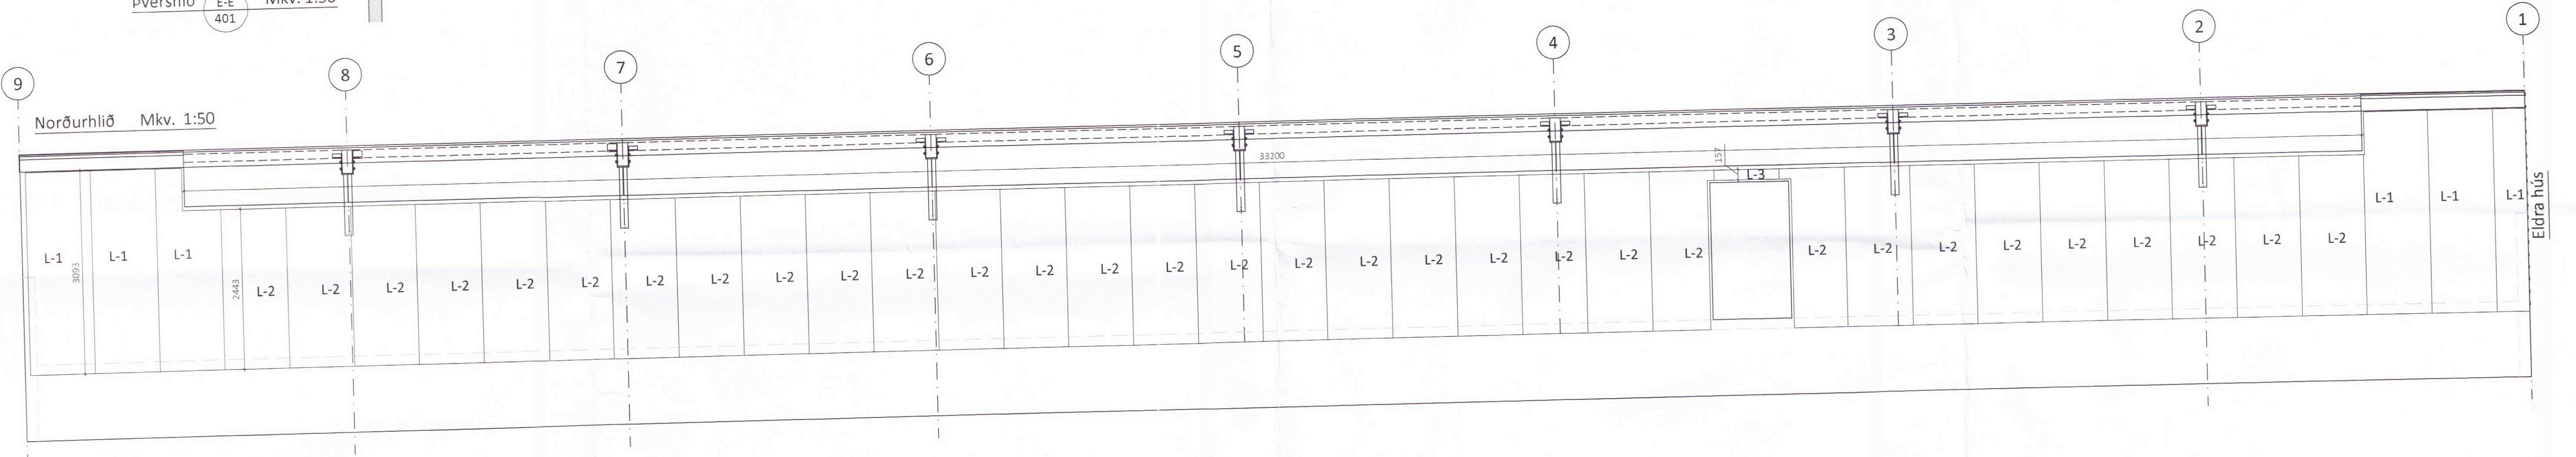 Þversnið E-E Mkv. 1:50
401
9 8 7 6 5 4 3 2 1
Norðurhlið Mkv. 1:50
33200
157
L-3
L-1 L-1 L-1
3093
2443
L-2 L-2 L-2 L-2 L-2 L-2 L-2 L-2 L-2 L-2 L-2 L-2 L-2 L-2 L-2 L-2 L-2 L-2 L-2 L-2 L-2 L-2 L-2
L-2 L-2 L-2 L-2 L-2 L-2 L-2 L-2 L-2
L-1 L-1 L-1
Eldra hús